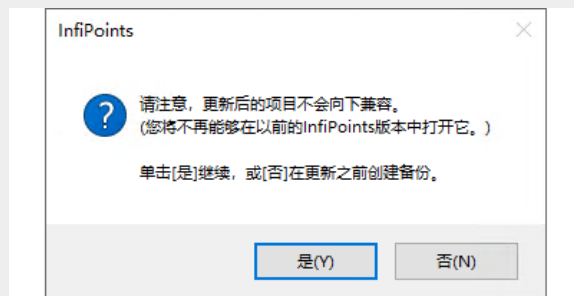 InfiPoints
请注意，更新后的项目不会向下兼容。
(您将不再能够在以前的InfiPoints版本中打开它。)
单击[是]继续，或[否]在更新之前创建备份。
是(Y)
否(N)